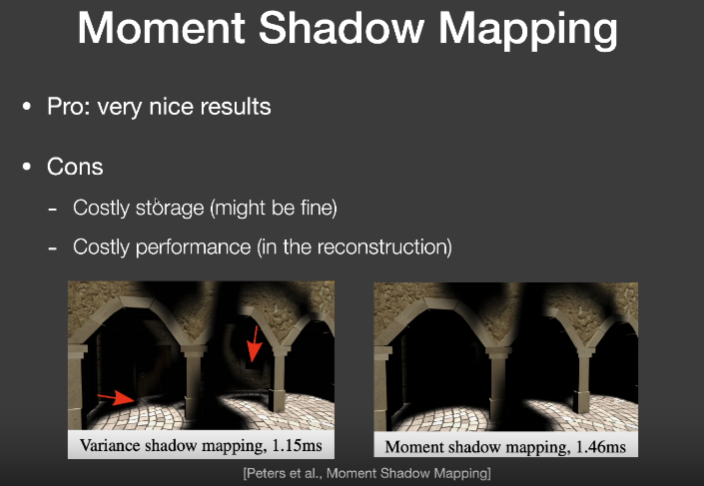 Moment Shadow Mapping
• Pro: very nice results
• Cons
- Costly storage (might be fine)
- Costly performance (in the reconstruction)
Variance shadow mapping, 1.15ms
Moment shadow mapping, 1.46ms
[Peters et al., Moment Shadow Mapping]